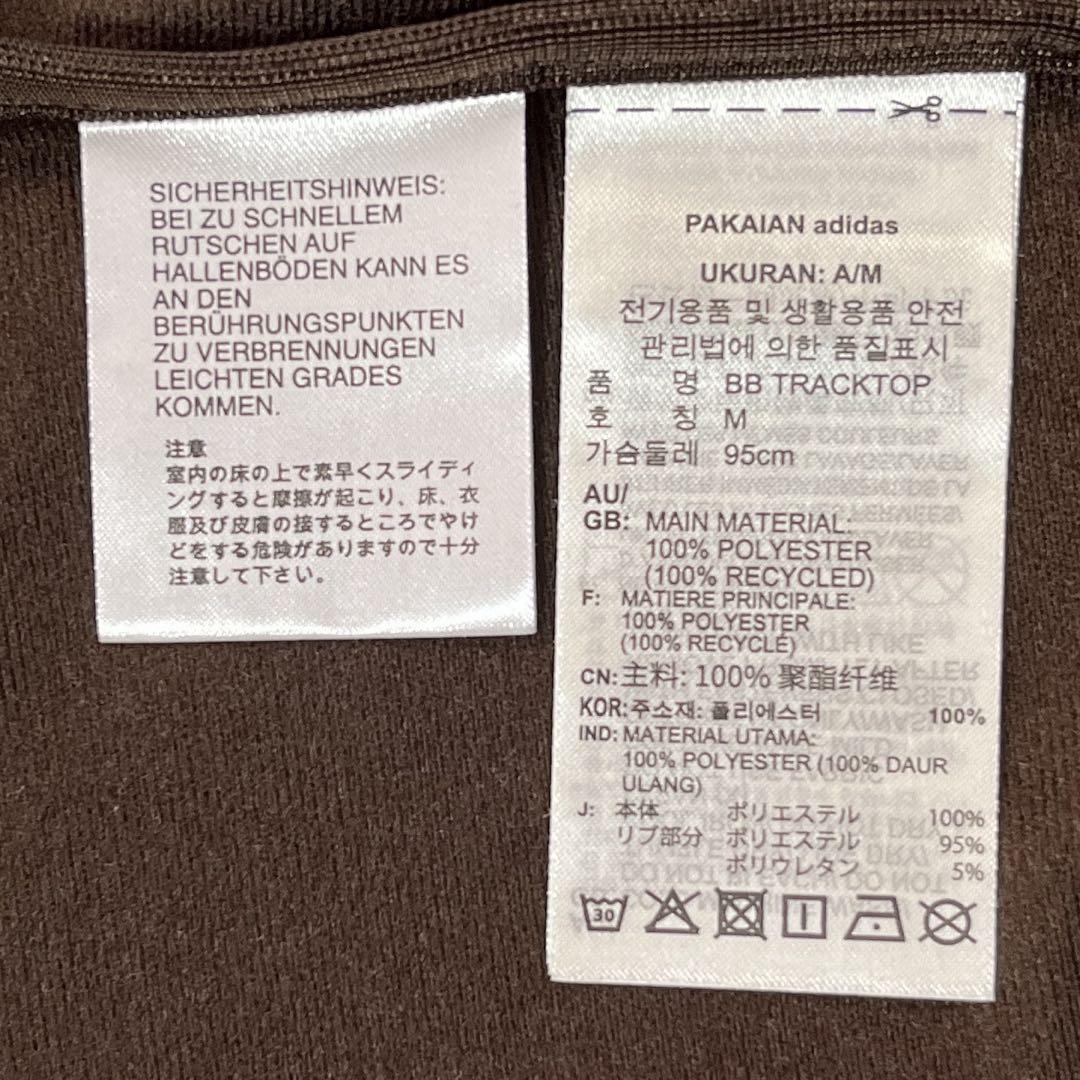 SICHERHEITSHINWEIS:
BEI ZU SCHNELLEM
RUTSCHEN AUF
HALLENBÖDEN KANN ES
AN DEN
BERÜHRUNGSPUNKTEN
ZU VERBRENNUNGEN
LEICHTEN GRADES
KOMMEN.
注意
室内の床の上で素早くスライディ
ングすると摩擦が起こり、床、衣
服及び皮膚の接するところでやけ
どをする危険がありますので十分
注意して下さい。
PAKAIAN adidas
UKURAN: A/M
전기용품 및 생활용품 안전
관리법에 의한 품질표시
품 명 BB TRACKTOP
호 칭 M
가슴둘레 95cm
AU/
GB: MAIN MATERIAL:
100% POLYESTER
(100% RECYCLED)
F: MATIERE PRINCIPALE:
100% POLYESTER
(100% RECYCLÉ)
CN: 主料: 100% 聚酯纤维
KOR: 주소재: 폴리에스터 100%
IND: MATERIAL UTAMA:
100% POLYESTER (100% DAUR
ULANG)
J: 本体 ポリエステル 100%
リブ部分 ポリエステル 95%
ポリウレタン 5%
30